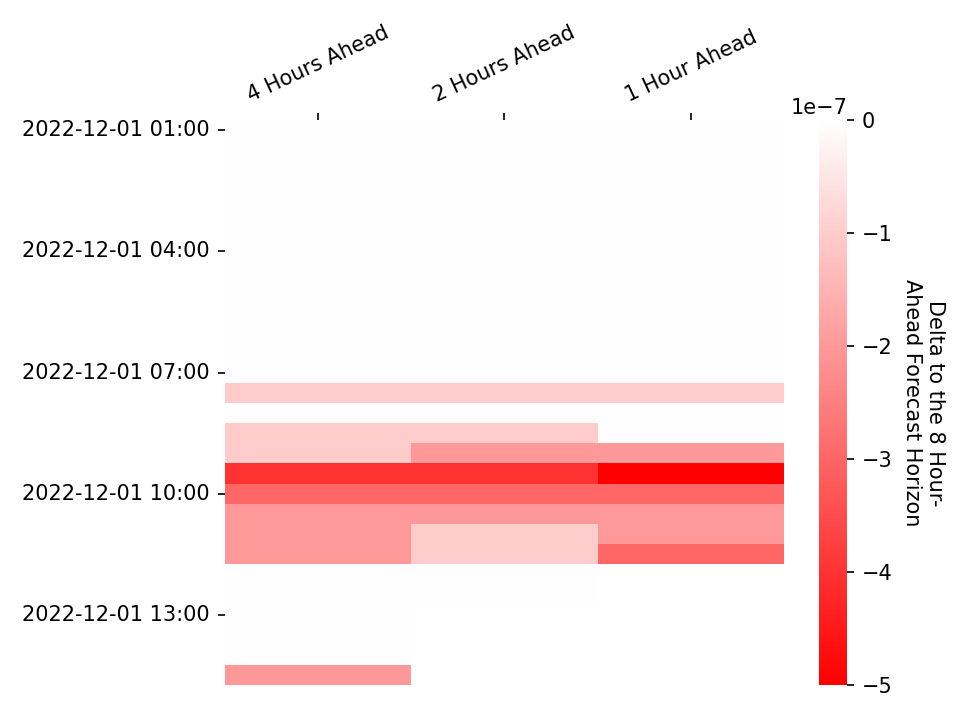 4 Hours Ahead
2 Hours Ahead
1 Hour Ahead
1e−7
2022-12-01 01:00
2022-12-01 04:00
2022-12-01 07:00
2022-12-01 10:00
2022-12-01 13:00
0
−1
−2
−3
−4
−5
Delta to the 8 Hour-
Ahead Forecast Horizon